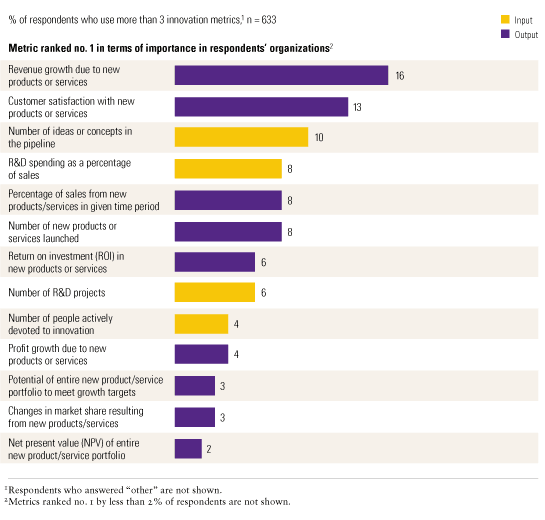 % of respondents who use more than 3 innovation metrics,¹ n = 633
Input
Output
Metric ranked no. 1 in terms of importance in respondents' organizations²
Revenue growth due to new
products or services
16
Customer satisfaction with new
products or services
13
Number of ideas or concepts in
the pipeline
10
R&D spending as a percentage
of sales
8
Percentage of sales from new
products/services in given time period
8
Number of new products or
services launched
8
Return on investment (ROI) in
new products or services
6
Number of R&D projects
6
Number of people actively
devoted to innovation
4
Profit growth due to new
products or services
4
Potential of entire new product/service
portfolio to meet growth targets
3
Changes in market share resulting
from new products/services
3
Net present value (NPV) of entire
new product/service portfolio
2
¹Respondents who answered “other” are not shown.
²Metrics ranked no. 1 by less than 2% of respondents are not shown.